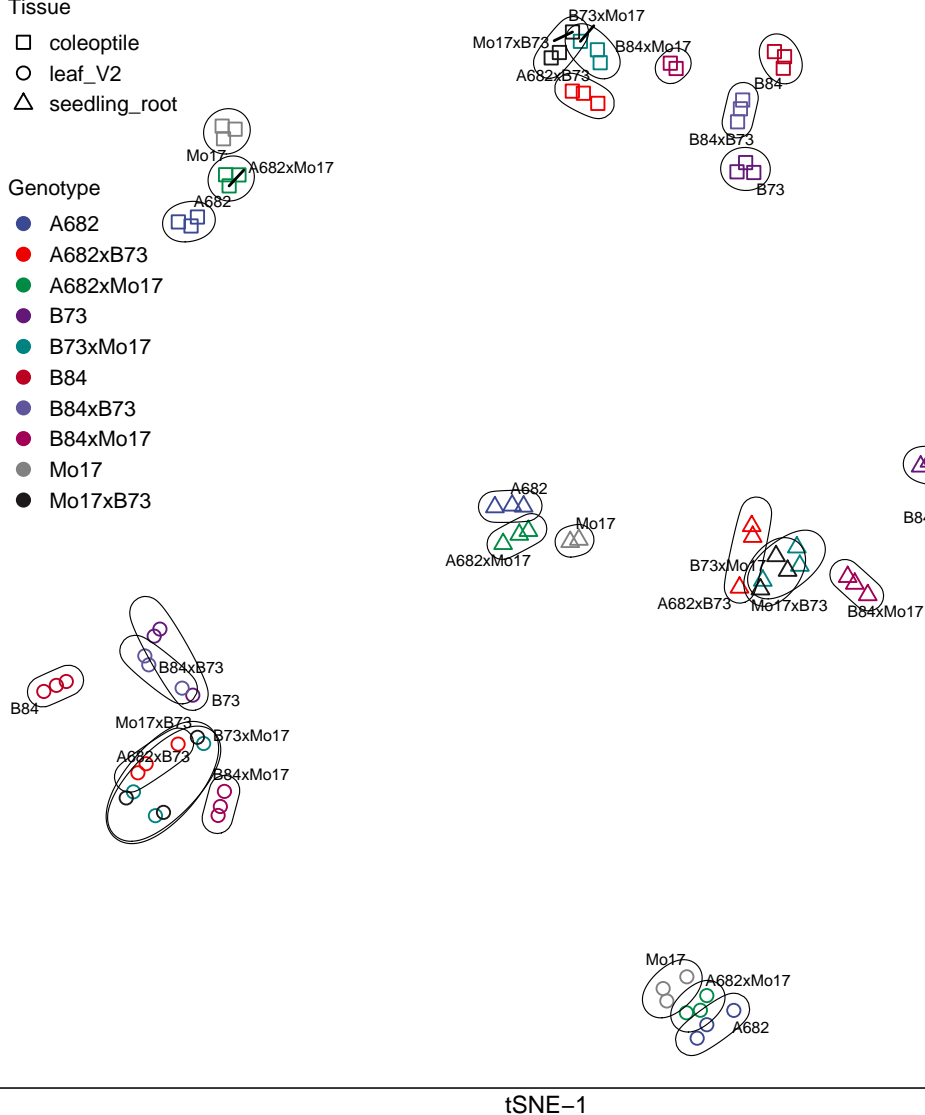 Tissue
coleoptile
leaf_V2
seedling_root
Genotype
A682
A682xB73
A682xMo17
B73
B73xMo17
B84
B84xB73
B84xMo17
Mo17
Mo17xB73
B73xMo17
Mo17xB73
B84xMo17
A682xB73
B84
B84xB73
B73
Mo17
A682xMo17
A682
A682
Mo17
A682xMo17
B84
B73xMo17
A682xB73
Mo17xB73
B84xMo17
B84xB73
B73
B84
Mo17xB73
B73xMo17
A682xB73
B84xMo17
Mo17
A682xMo17
A682
tSNE−1